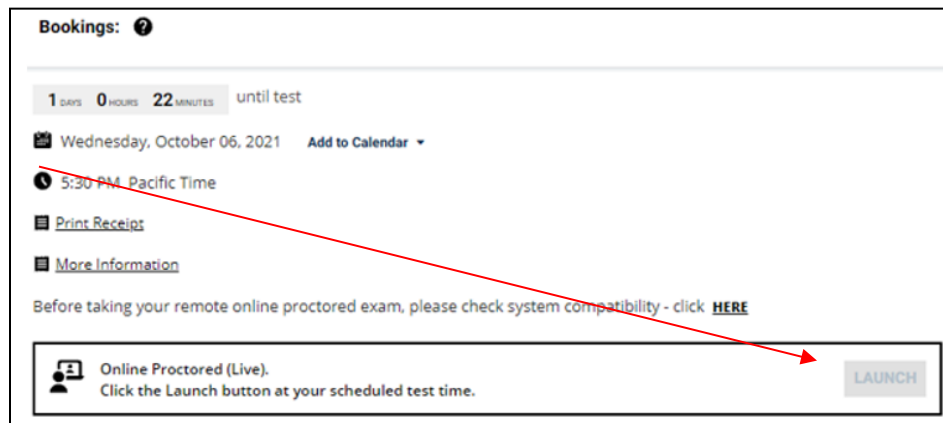 Bookings: ?
1 DAYS 0 HOURS 22 MINUTES until test
Wednesday, October 06, 2021 Add to Calendar
5:30 PM, Pacific Time
Print Receipt
More Information
Before taking your remote online proctored exam, please check system compatibility - click HERE
Online Proctored (Live).
Click the Launch button at your scheduled test time.
LAUNCH